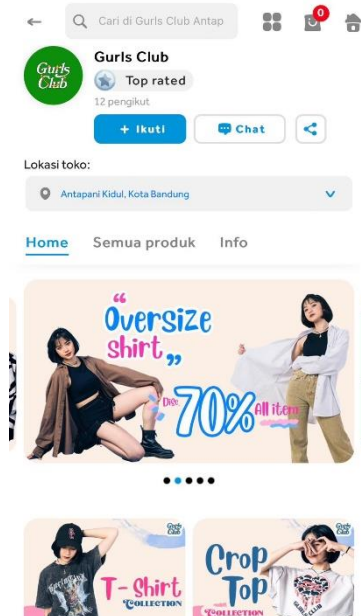 Cari di Gurls Club Antap
0
Gurls
Club
Gurls Club
Top rated
12 pengikut
+ Ikuti
Chat
Lokasi toko:
Antapani Kidul, Kota Bandung
Home Semua produk Info
“Oversize
Shirt„
Disc 70% All item
Gurls
Club
T-Shirt
COLLECTION
Gurls
Club
Crop
Top
COLLECTION